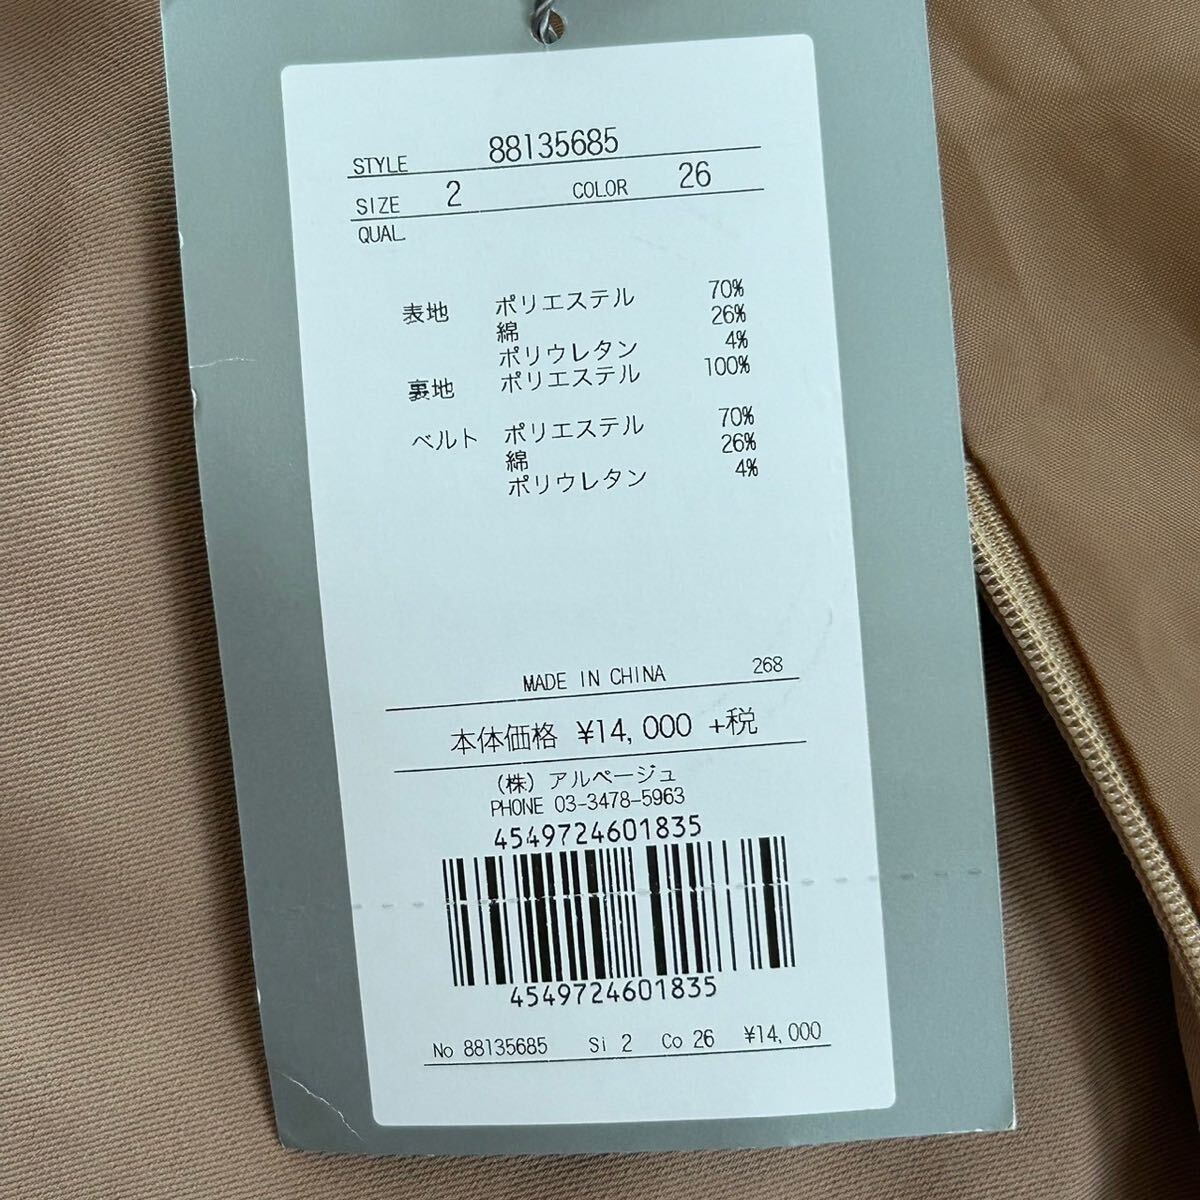 STYLE 88135685
SIZE 2 COLOR 26
QUAL.
表地 ポリエステル 70%
綿 26%
ポリウレタン 4%
裏地 ポリエステル 100%
ベルト ポリエステル 70%
綿 26%
ポリウレタン 4%
MADE IN CHINA 268
本体価格 ¥14,000 +税
(株) アルページュ
PHONE 03-3478-5963
4549724601835
4549724601835
No 88135685 Si 2 Co 26 ¥14,000